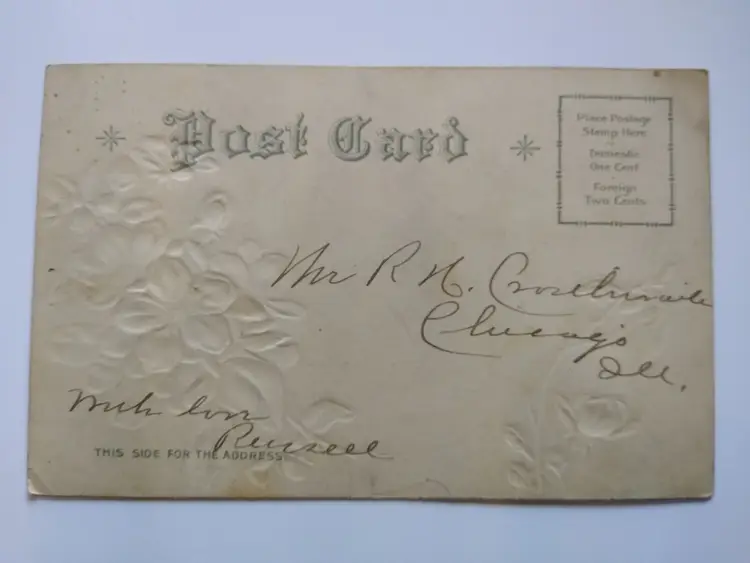 Post Card
Place Postage
Stamp Here
Domestic
One Cent
Foreign
Two Cents
Mr R H. Crosthwaite
Chicago
Ill.
With love
Russell
THIS SIDE FOR THE ADDRESS